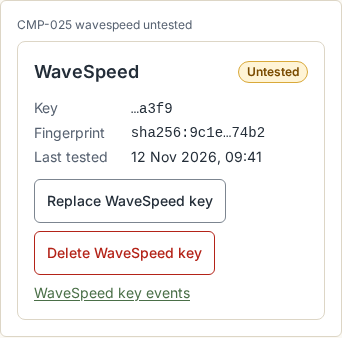 CMP-025 wavespeed untested
WaveSpeed Untested
Key …a3f9
Fingerprint sha256:9c1e…74b2
Last tested 12 Nov 2026, 09:41
Replace WaveSpeed key
Delete WaveSpeed key
WaveSpeed key events